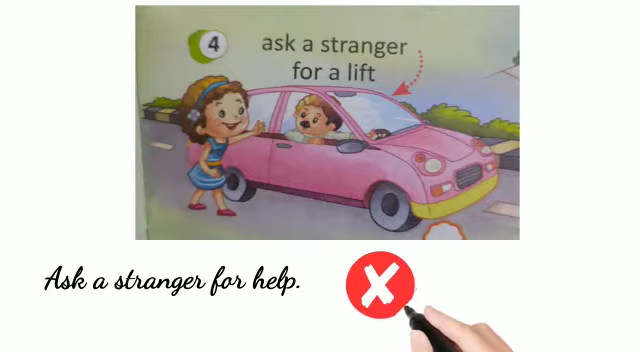 4
ask a stranger
for a lift
Ask a stranger for help.